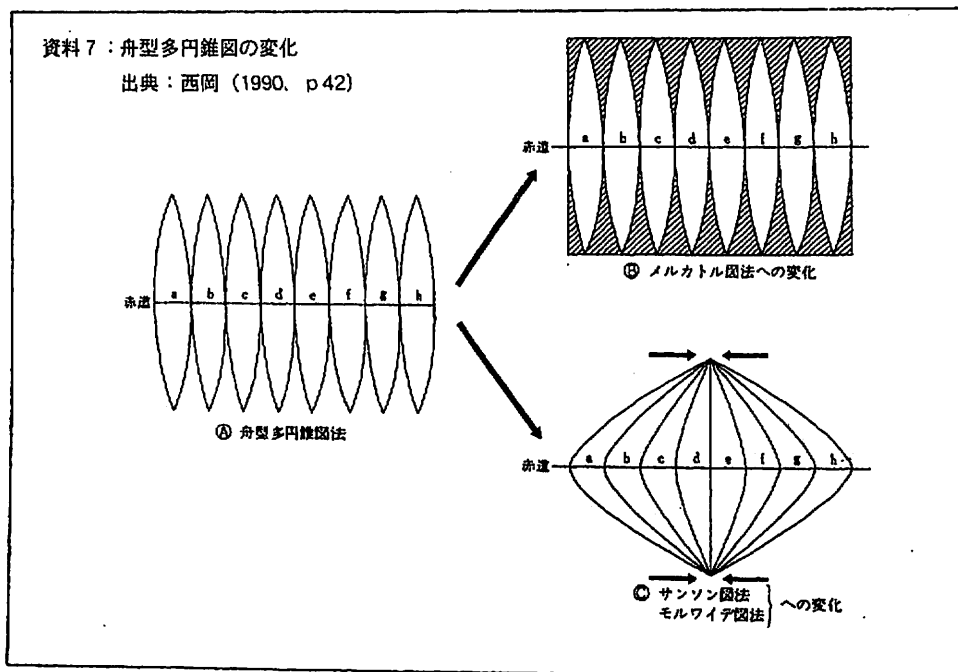 資料7：舟型多円錐図の変化
出典：西岡（1990、p42）
赤道 a b c d e f g h
Ⓐ 舟型多円錐図法
赤道 a b c d e f g h
Ⓑ メルカトル図法への変化
赤道 a b c d e f g h
Ⓒ サンソン図法
モルワイデ図法 への変化